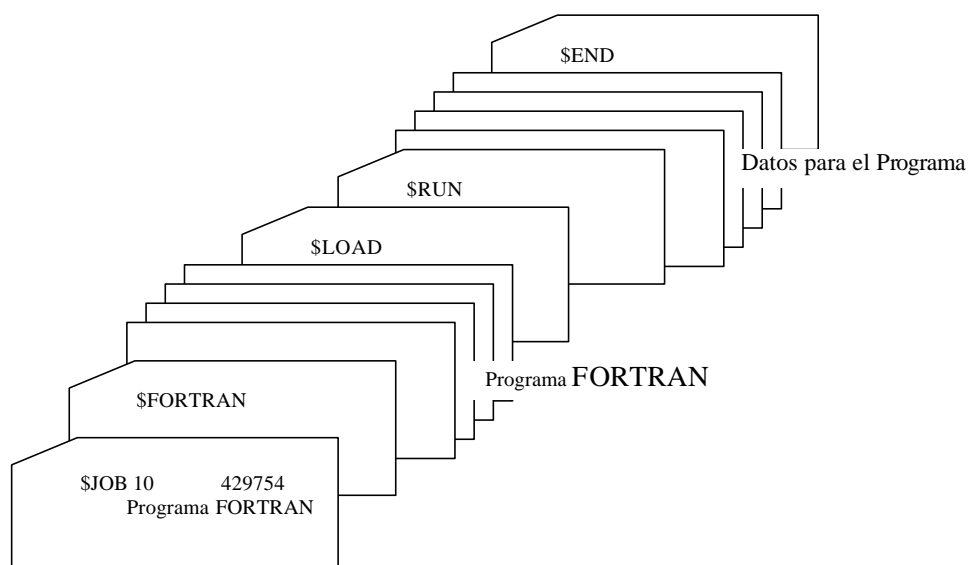 $END
Datos para el Programa
$RUN
$LOAD
Programa FORTRAN
$FORTRAN
$JOB 10 429754
Programa FORTRAN